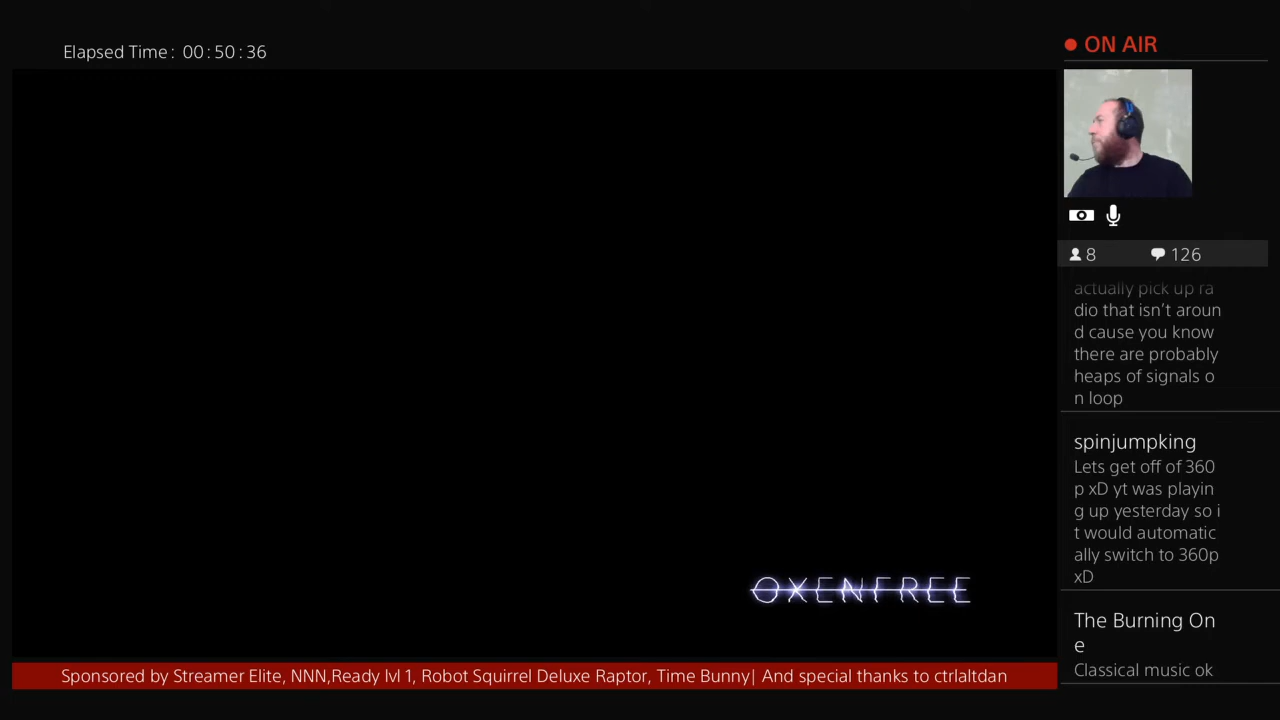 Elapsed Time: 00:50:36
ON AIR
8 126
actually pick up ra
dio that isn't aroun
d cause you know
there are probably
heaps of signals o
n loop
spinjumpking
Lets get off of 360
p xD yt was playin
g up yesterday so i
t would automatic
ally switch to 360p
xD
The Burning On
e
Classical music ok
OXENFREE
Sponsored by Streamer Elite, NNN,Ready lvl 1, Robot Squirrel Deluxe Raptor, Time Bunny| And special thanks to ctrlaltdan